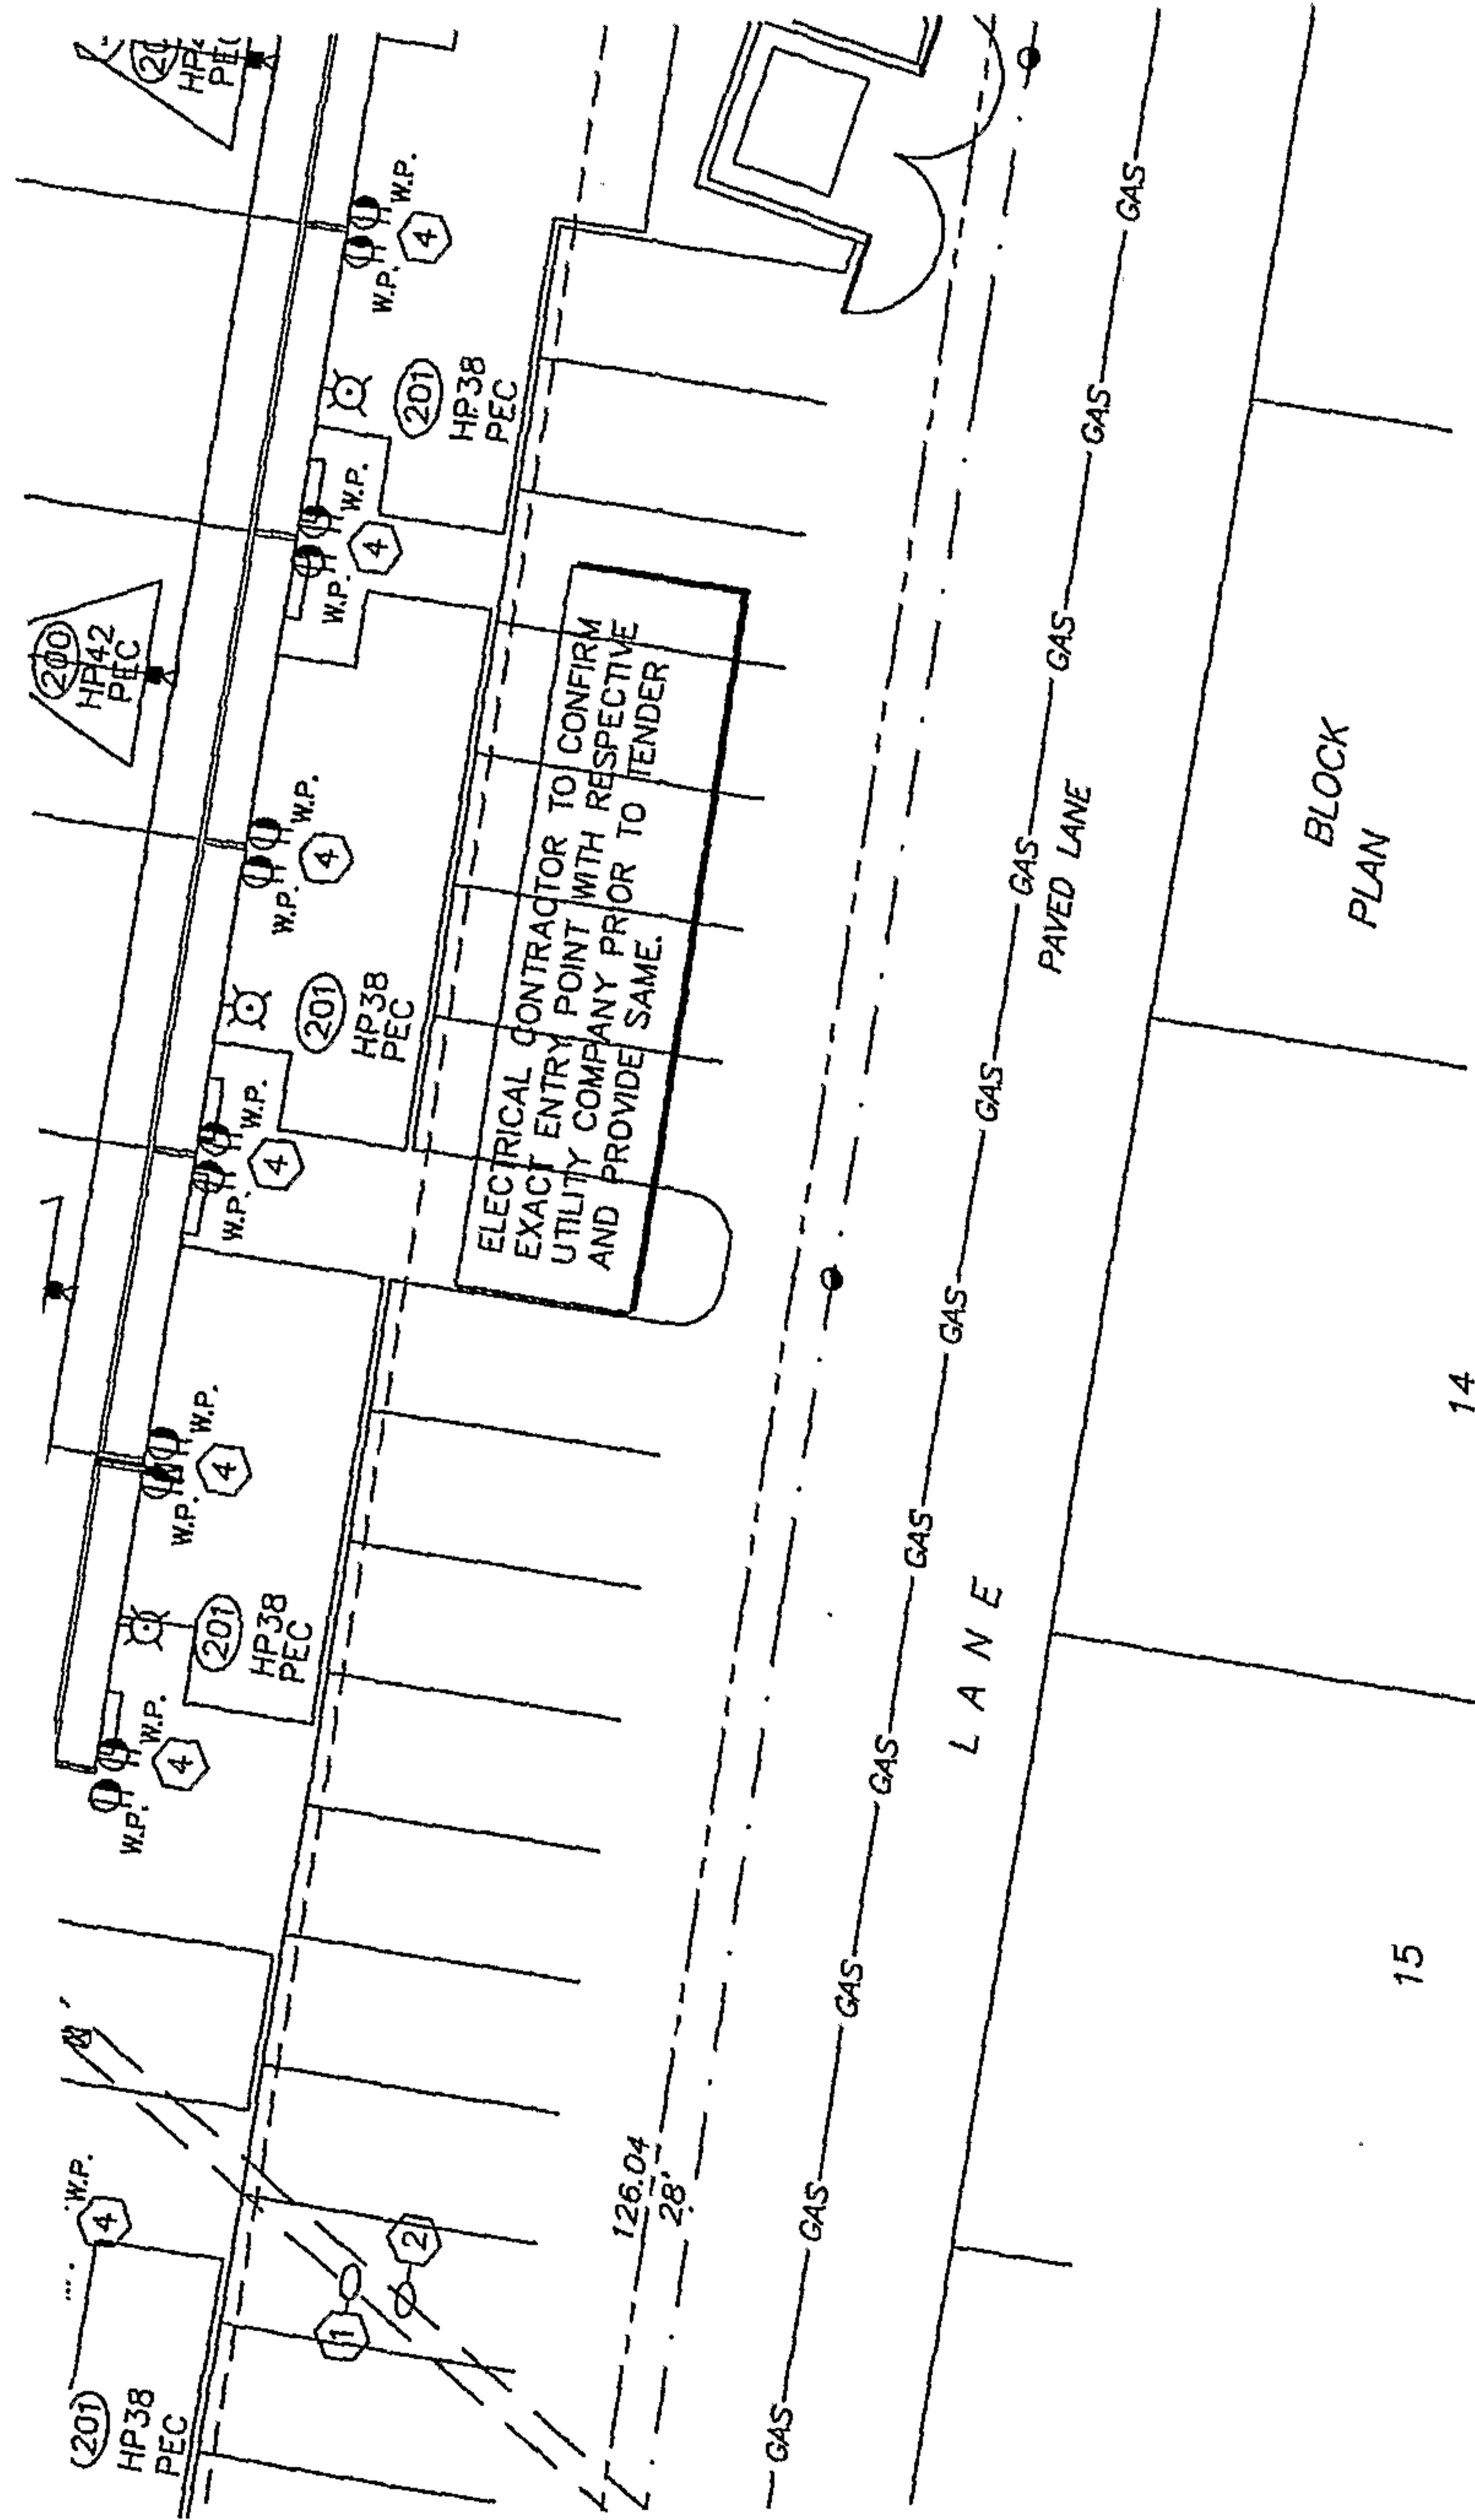 (201)
HP38
PEC
4
W.P.
1
2
126.04
28'
W.P.
W.P.
4
201
HP38
PEC
W.P.
W.P.
4
W.P.
W.P.
4
201
HP38
PEC
W.P.
W.P.
4
200
HP42
PEC
W.P.
W.P.
4
201
HP38
PEC
W.P.
W.P.
4
PEC
ELECTRICAL CONTRACTOR TO CONFIRM
EXACT ENTRY POINT WITH RESPECTIVE
UTILITY COMPANY PRIOR TO TENDER
AND PROVIDE SAME.
GAS GAS GAS GAS GAS GAS GAS GAS GAS GAS GAS
PAVED LANE
L A N E
BLOCK
PLAN
15
14